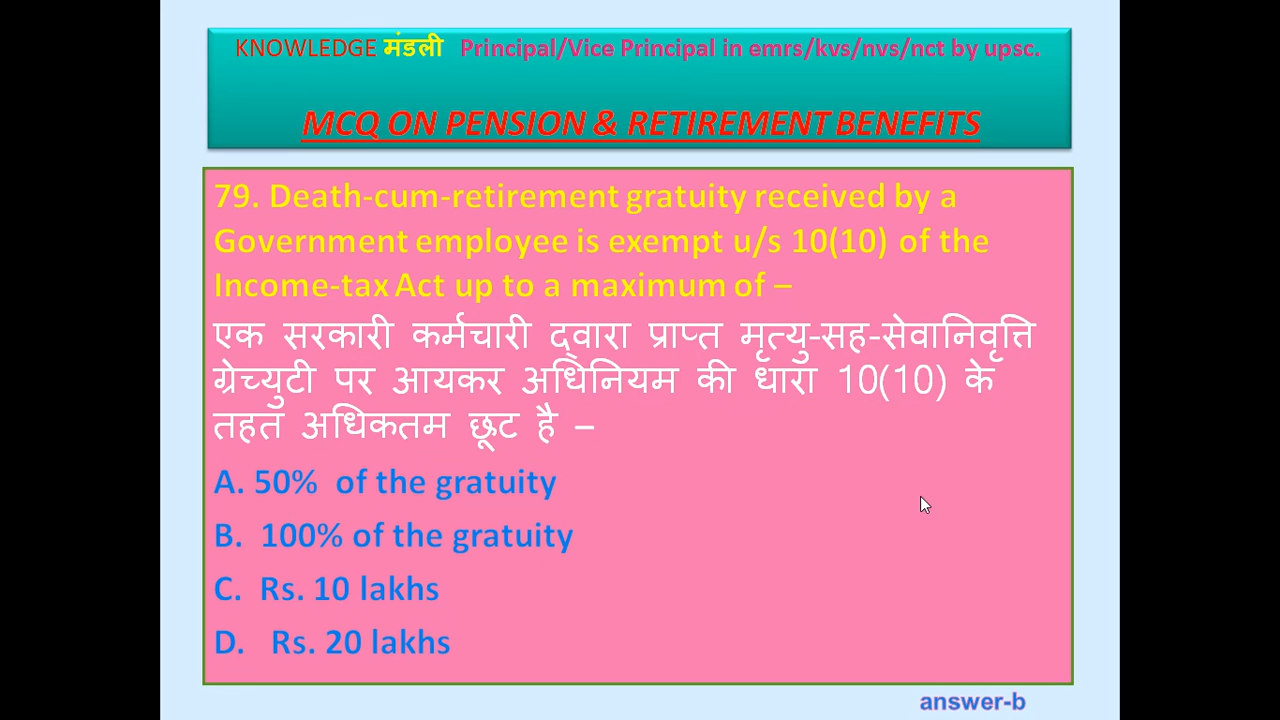 KNOWLEDGE मंडली Principal/Vice Principal in emrs/kvs/nvs/nct by upsc.
MCQ ON PENSION & RETIREMENT BENEFITS
79. Death-cum-retirement gratuity received by a
Government employee is exempt u/s 10(10) of the
Income-tax Act up to a maximum of –
एक सरकारी कर्मचारी द्वारा प्राप्त मृत्यु-सह-सेवानिवृत्ति
ग्रेच्युटी पर आयकर अधिनियम की धारा 10(10) के
तहत अधिकतम छूट है –
A. 50% of the gratuity
B. 100% of the gratuity
C. Rs. 10 lakhs
D. Rs. 20 lakhs
answer-b